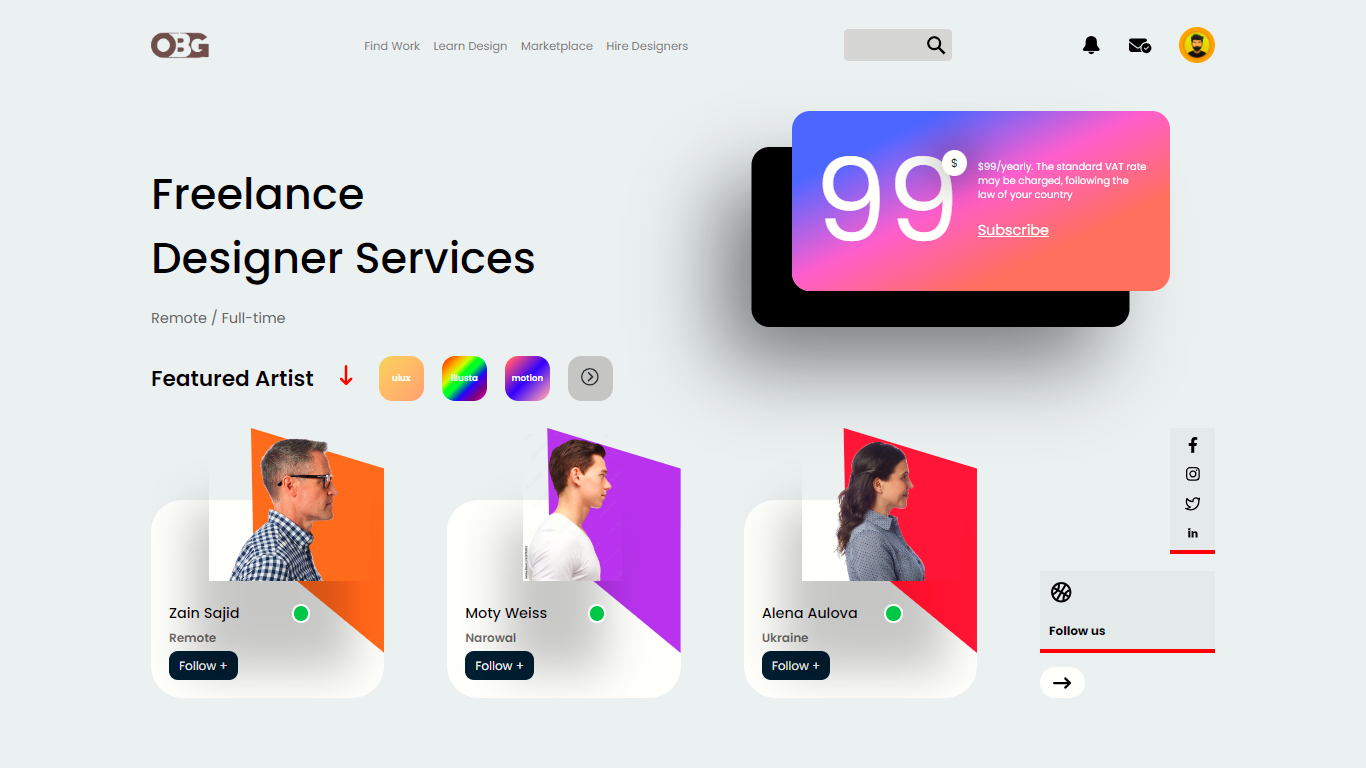 OBG
Find Work Learn Design Marketplace Hire Designers
99
$
$99/yearly. The standard VAT rate
may be charged, following the
law of your country
Subscribe
Freelance
Designer Services
Remote / Full-time
Featured Artist
uiux
illusta
motion
Zain Sajid
Remote
Follow +
Moty Weiss
Narowal
Follow +
Alena Aulova
Ukraine
Follow +
in
Follow us